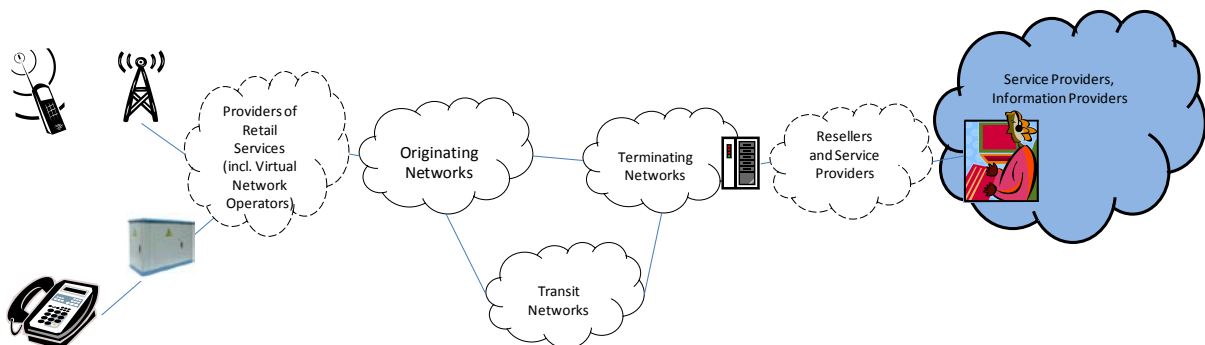 Providers of
Retail
Services
(incl. Virtual
Network
Operators)
Originating
Networks
Terminating
Networks
Transit
Networks
Resellers
and Service
Providers
Service Providers,
Information Providers